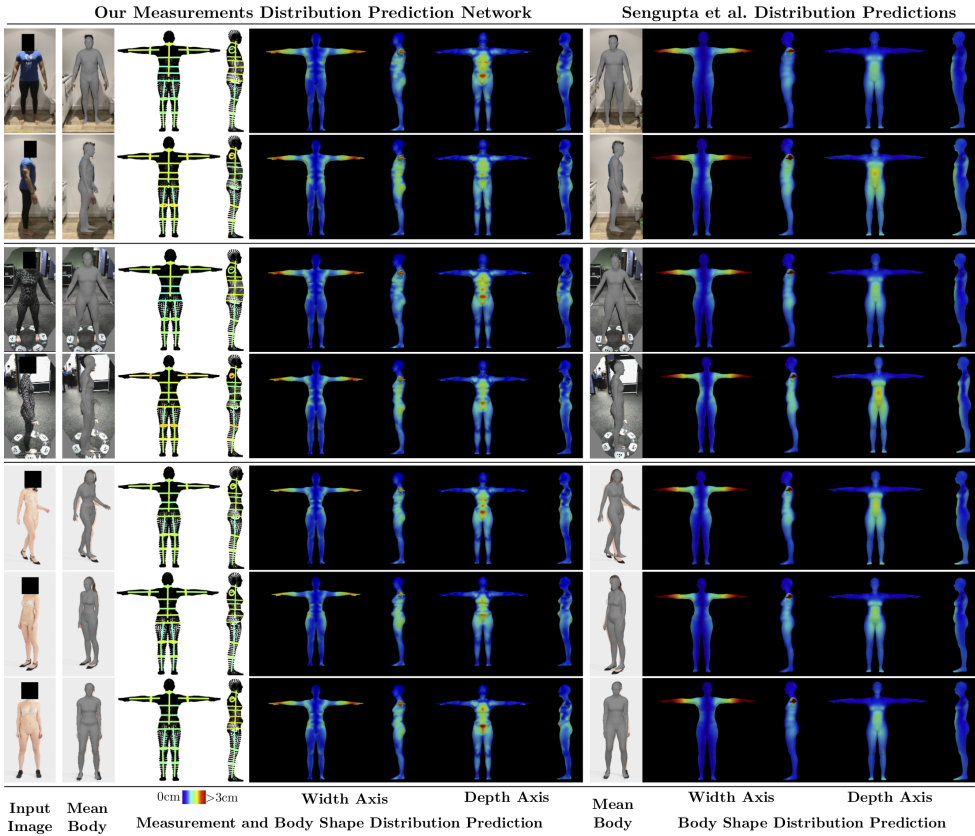 Our Measurements Distribution Prediction Network
Sengupta et al. Distribution Predictions
Input
Image
Mean
Body
0cm >3cm
Width Axis
Depth Axis
Measurement and Body Shape Distribution Prediction
Mean
Body
Width Axis
Depth Axis
Body Shape Distribution Prediction